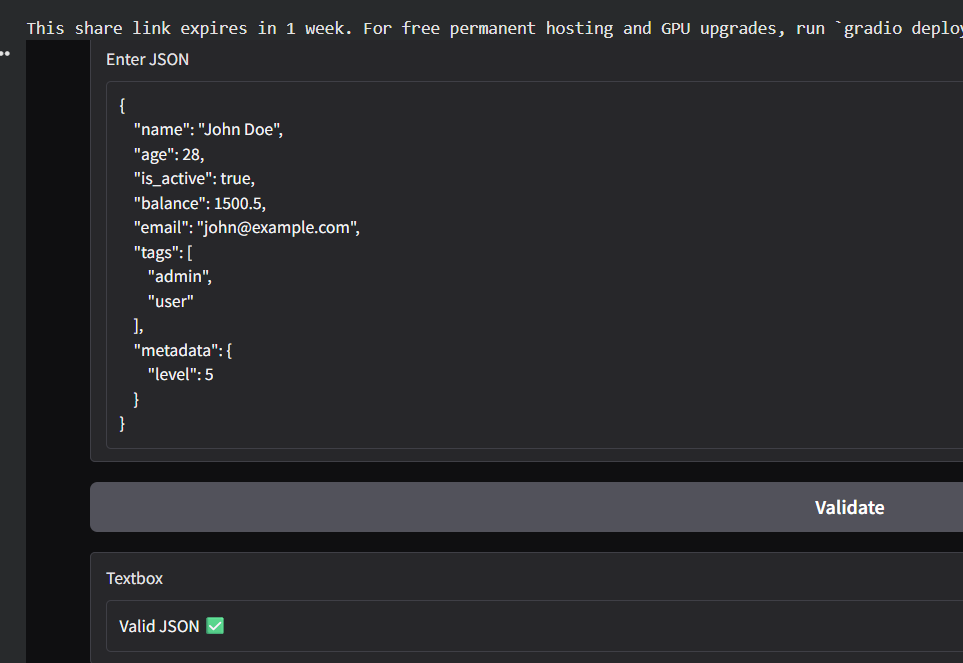 This share link expires in 1 week. For free permanent hosting and GPU upgrades, run `gradio deploy
Enter JSON
{
"name": "John Doe",
"age": 28,
"is_active": true,
"balance": 1500.5,
"email": "john@example.com",
"tags": [
"admin",
"user"
],
"metadata": {
"level": 5
}
}
Validate
Textbox
Valid JSON ✅